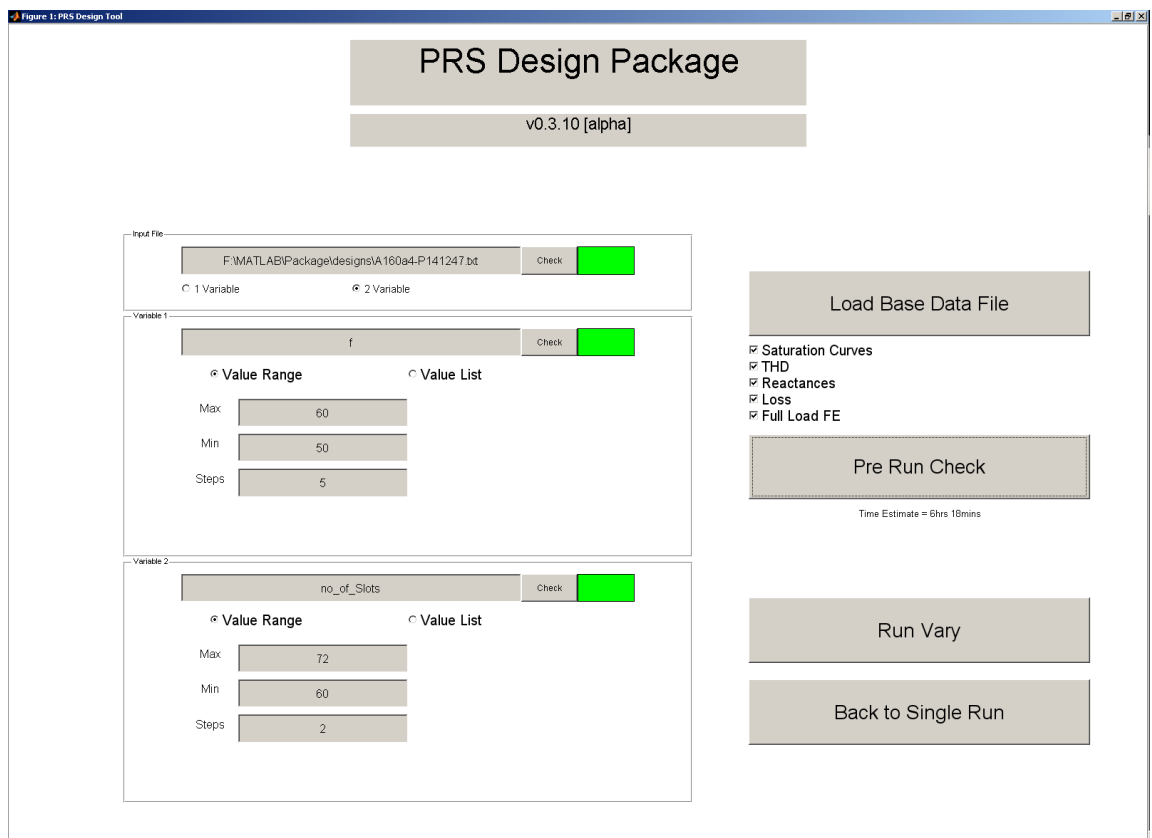 Figure 1: PRS Design Tool
PRS Design Package
v0.3.10 [alpha]
Input File
F:\MATLAB\Package\designs\A160a4-P141247.txt
Check
1 Variable
2 Variable
Variable 1
f
Check
Value Range
Value List
Max
60
Min
50
Steps
5
Variable 2
no_of_Slots
Check
Value Range
Value List
Max
72
Min
60
Steps
2
Load Base Data File
Saturation Curves
THD
Reactances
Loss
Full Load FE
Pre Run Check
Time Estimate = 6hrs 18mins
Run Vary
Back to Single Run